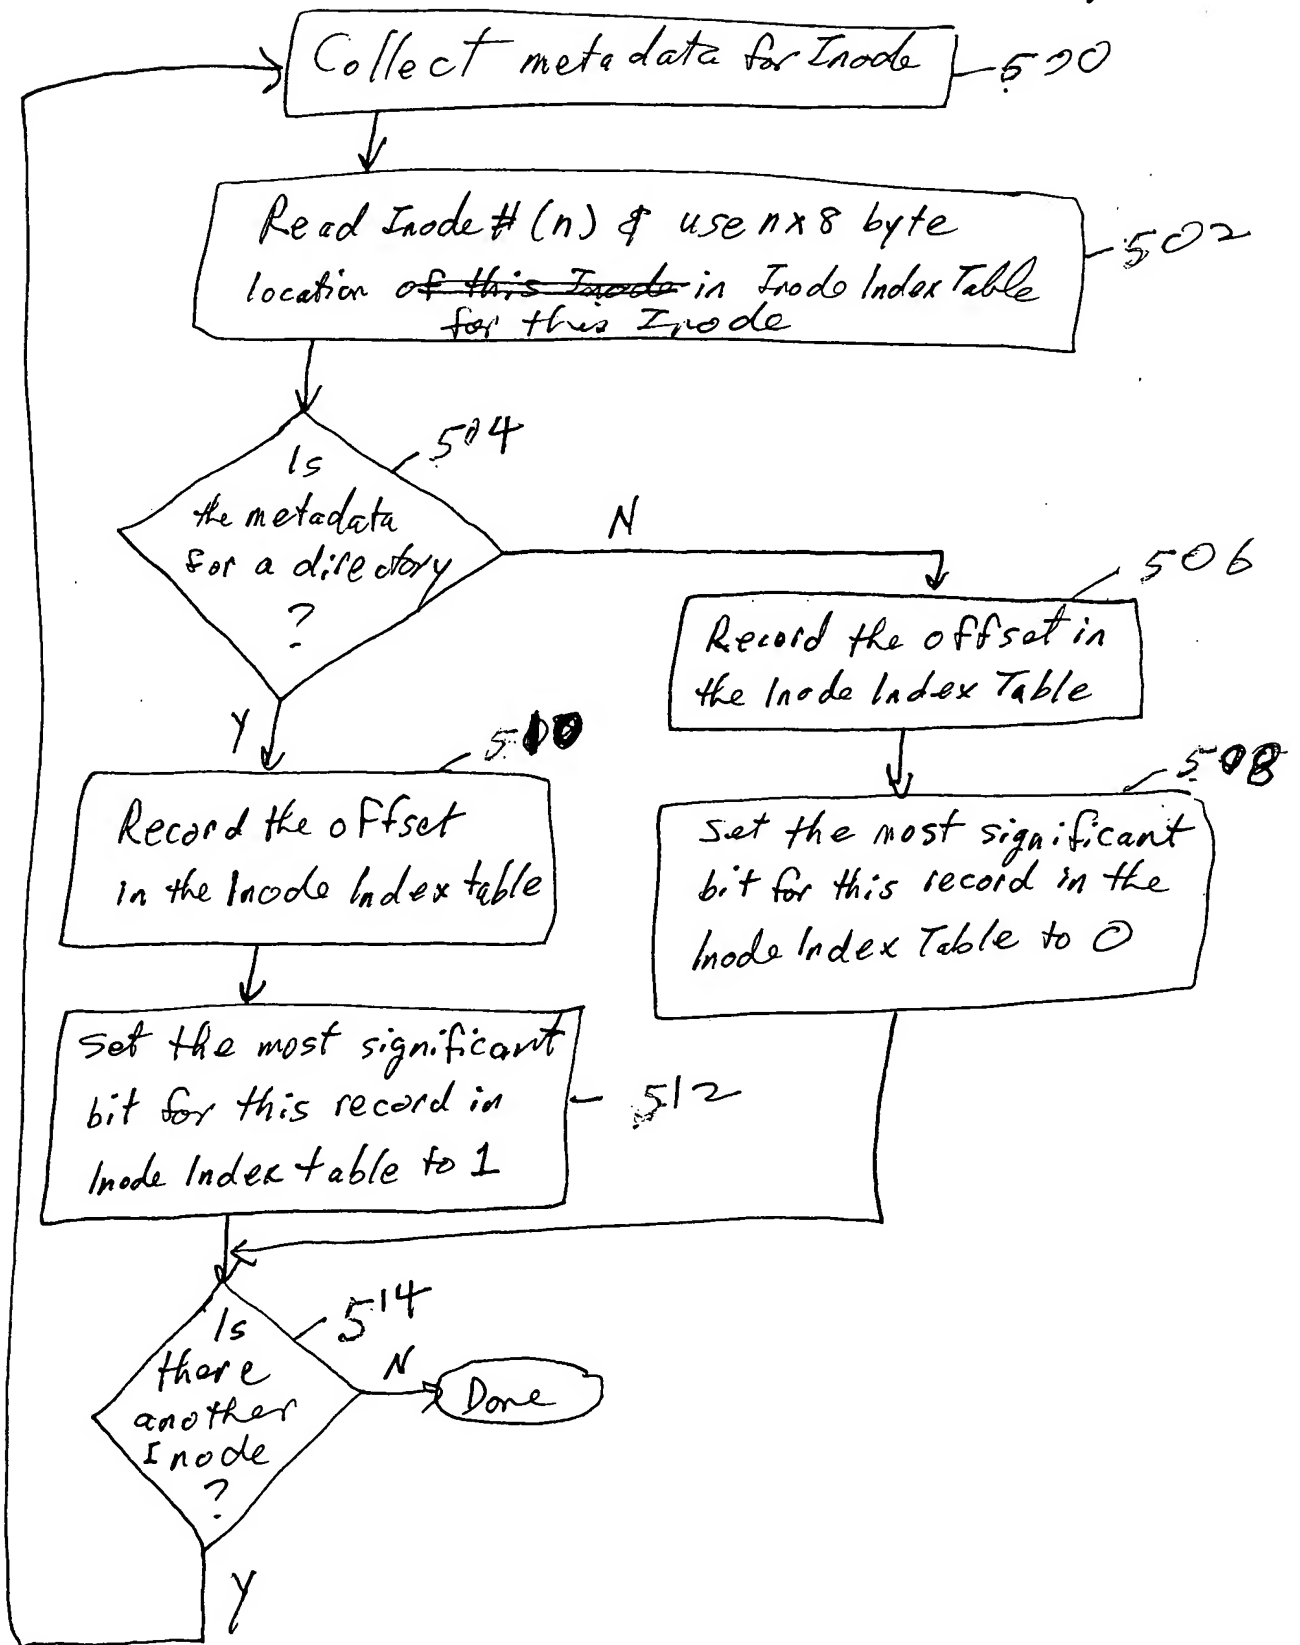 Collect metadata for Inode
500
Read Inode # (n) & use n x 8 byte
location of this Inode in Inode Index Table
for this Inode
502
Is
the metadata
for a directory
?
504
N
506
Record the offset in
the Inode Index Table
Y
510
508
Record the offset
in the Inode Index table
Set the most significant
bit for this record in the
Inode Index Table to 0
Set the most significant
bit for this record in
Inode Index table to 1
512
Is
there
another
Inode
?
514
N
Done
Y